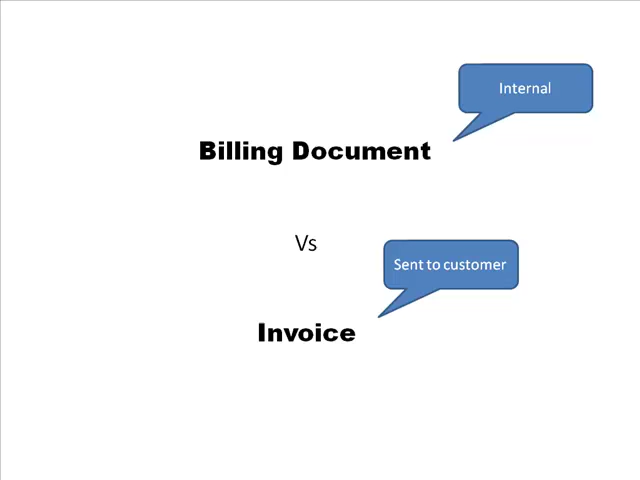 Internal
Billing Document
Vs
Sent to customer
Invoice